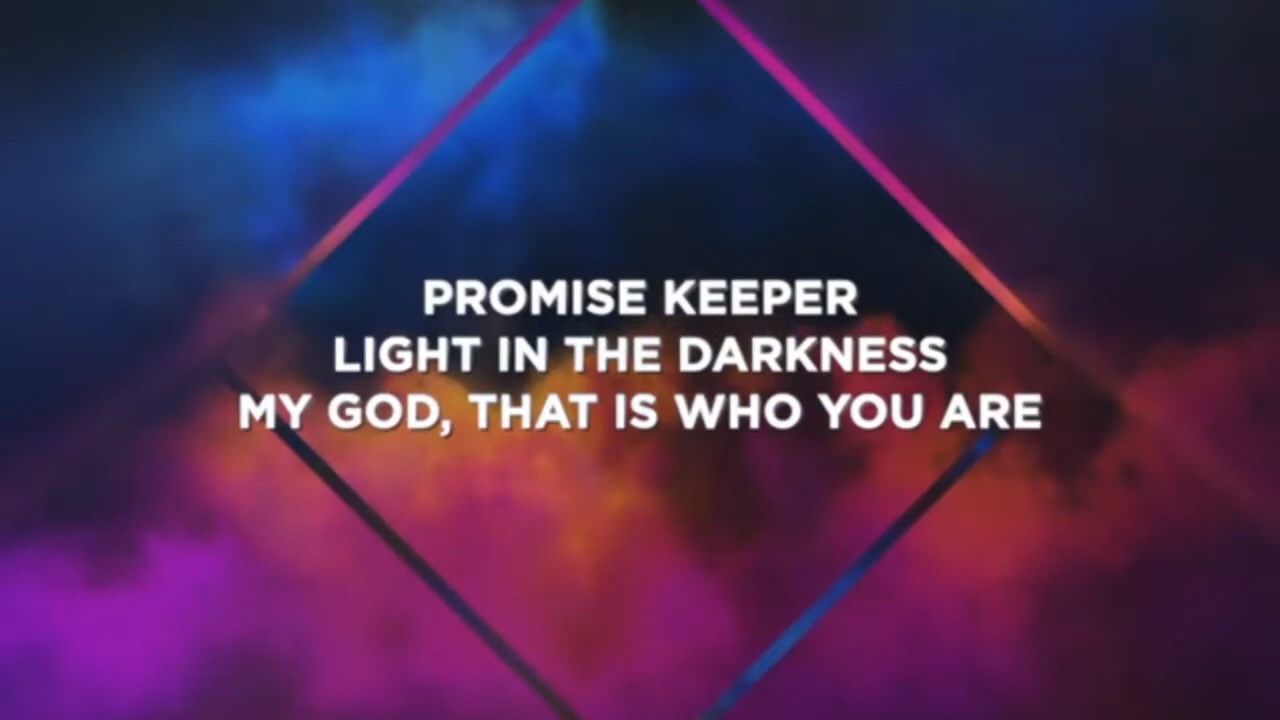 PROMISE KEEPER
LIGHT IN THE DARKNESS
MY GOD, THAT IS WHO YOU ARE